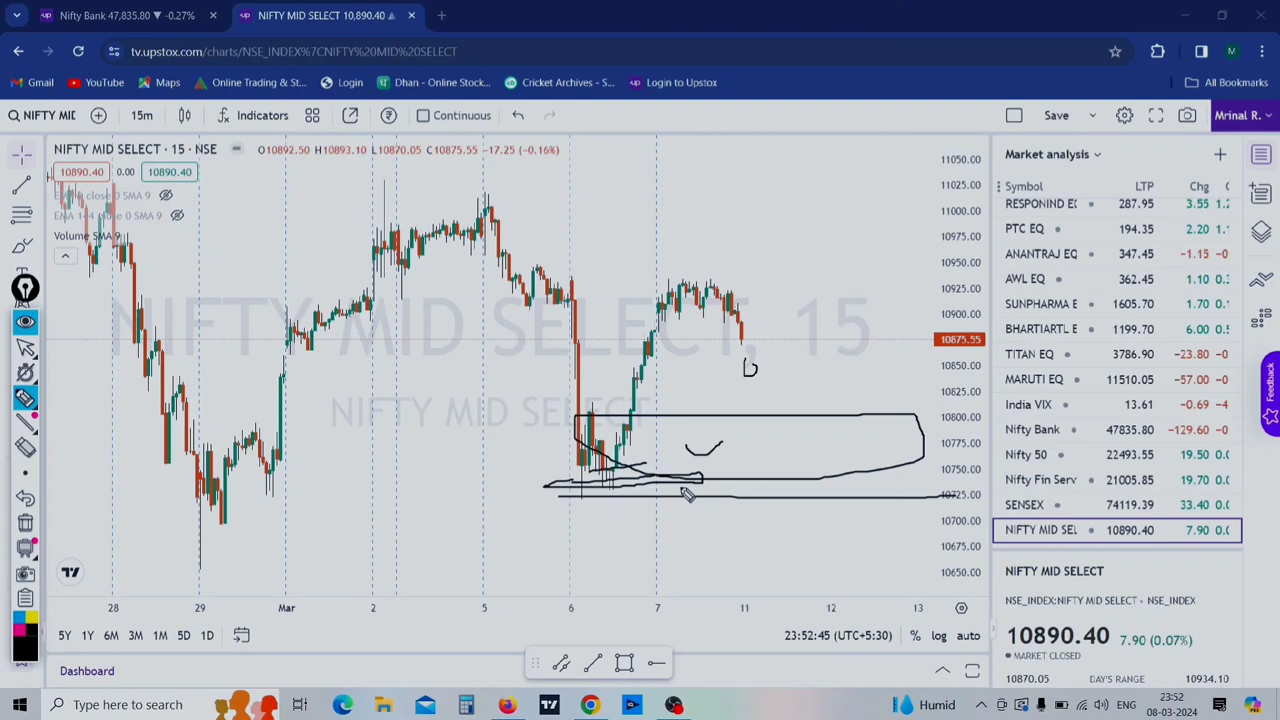 Nifty Bank 47,835.80 ▼ -0.27%
NIFTY MID SELECT 10,890.40 ▲
tv.upstox.com/charts/NSE_INDEX%7CNIFTY%20MID%20SELECT
M
Gmail
YouTube
Maps
Online Trading & St...
Login
Dhan - Online Stock...
Cricket Archives - S...
Login to Upstox
All Bookmarks
NIFTY MID
15m
Indicators
Continuous
Save
Mrinal R.
NIFTY MID SELECT · 15 · NSE
O10892.50 H10893.10 L10870.05 C10875.55 -17.25 (-0.16%)
10890.40 0.00 10890.40
Volume SMA 9
NIFTY MID SELECT, 15
NIFTY MID SELECT
11050.00
11025.00
11000.00
10975.00
10950.00
10925.00
10900.00
10875.55
10850.00
10825.00
10800.00
10775.00
10750.00
10725.00
10700.00
10675.00
10650.00
28 29 Mar 2 5 6 7 11 12 13
5Y 1Y 6M 3M 1M 5D 1D
23:52:45 (UTC+5:30)
% log auto
Dashboard
Market analysis
Symbol LTP Chg
287.95 3.55
PTC EQ 194.35 2.20
ANANTRAJ EQ 347.45 -1.15
AWL EQ 362.45 1.10
SUNPHARMA E 1605.70 1.70
BHARTIARTL E 1199.70 6.00
TITAN EQ 3786.90 -23.80
MARUTI EQ 11510.05 -57.00
India VIX 13.61 -0.69
Nifty Bank 47835.80 -129.60
Nifty 50 22493.55 19.50
Nifty Fin Serv 21005.85 19.70
SENSEX 74119.39 33.40
NIFTY MID SEL 10890.40 7.90
NIFTY MID SELECT
NSE_INDEX:NIFTY MID SELECT • NSE_INDEX
10890.40 7.90 (0.07%)
MARKET CLOSED
10870.05 DAY'S RANGE 10934.10
Feedback
Type here to search
Humid
ENG
23:52
08-03-2024